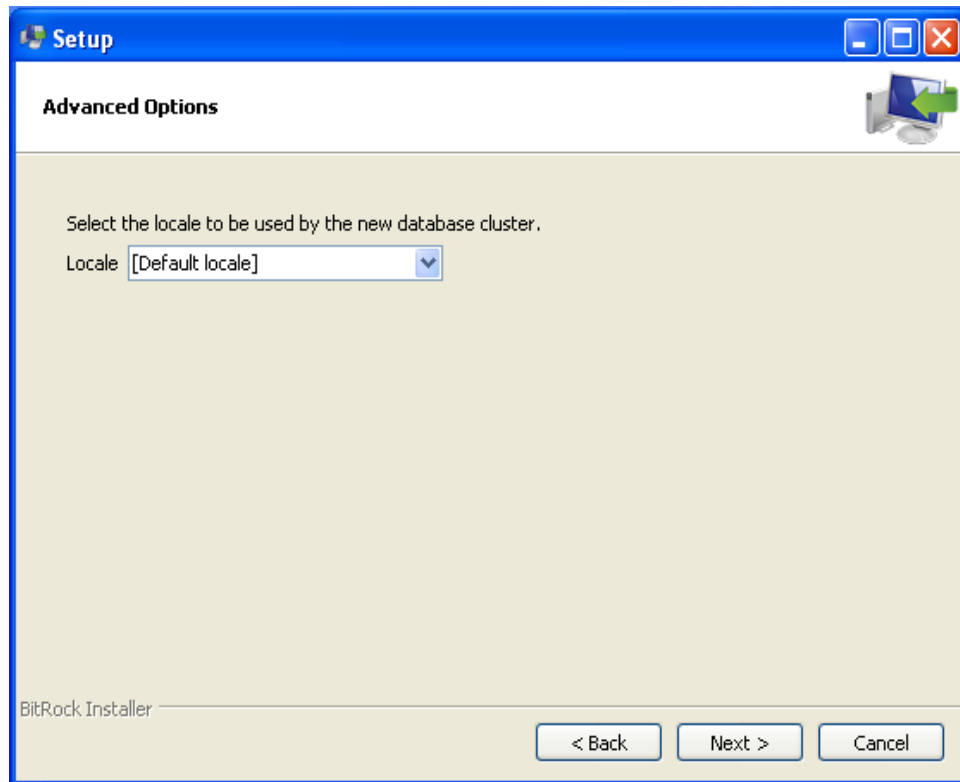 Setup
Advanced Options
Select the locale to be used by the new database cluster.
Locale [Default locale]
BitRock Installer
< Back Next > Cancel